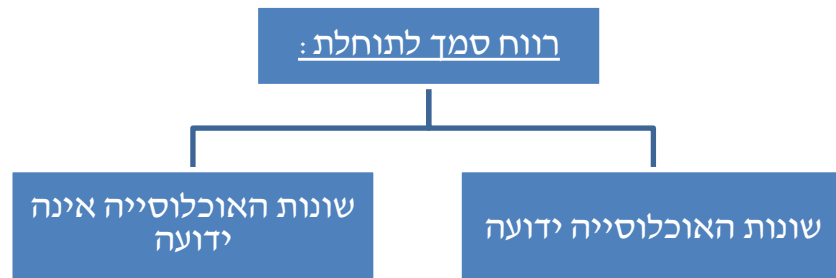 רווח סמך לתוחלת:
שונות האוכלוסייה ידועה
שונות האוכלוסייה אינה
ידועה